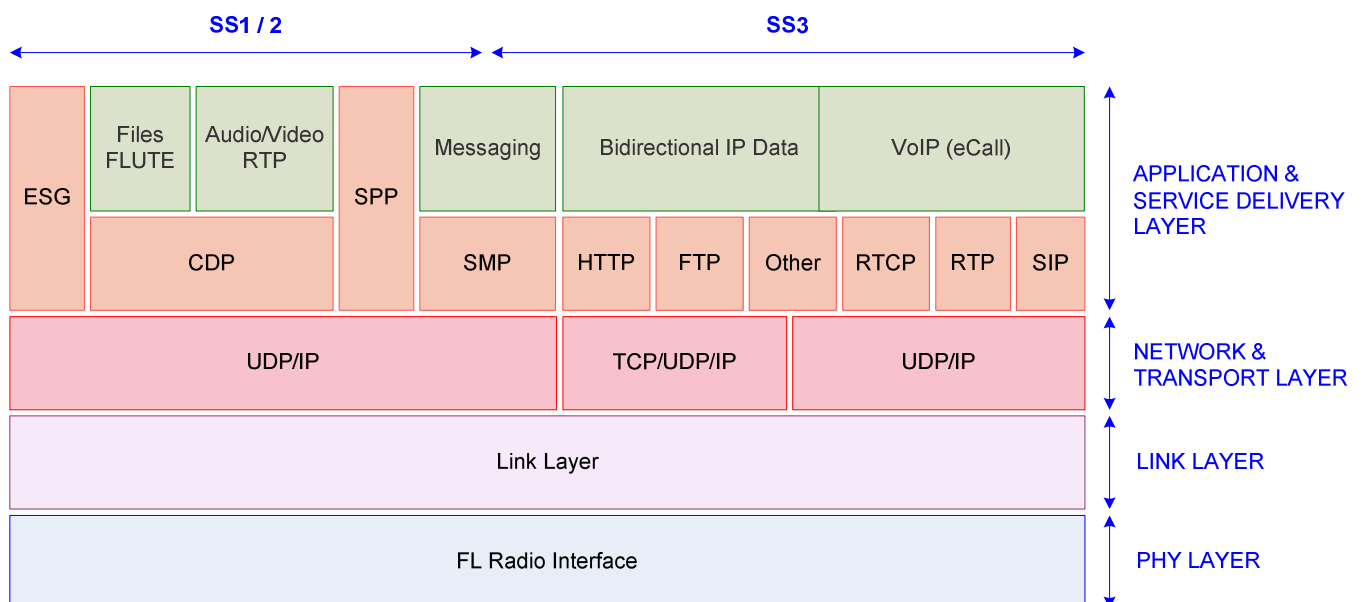 SS1 / 2
SS3
ESG
Files
FLUTE
Audio/Video
RTP
SPP
Messaging
Bidirectional IP Data
VoIP (eCall)
APPLICATION &
SERVICE DELIVERY
LAYER
CDP
SMP
HTTP
FTP
Other
RTCP
RTP
SIP
UDP/IP
TCP/UDP/IP
UDP/IP
NETWORK &
TRANSPORT LAYER
Link Layer
LINK LAYER
FL Radio Interface
PHY LAYER